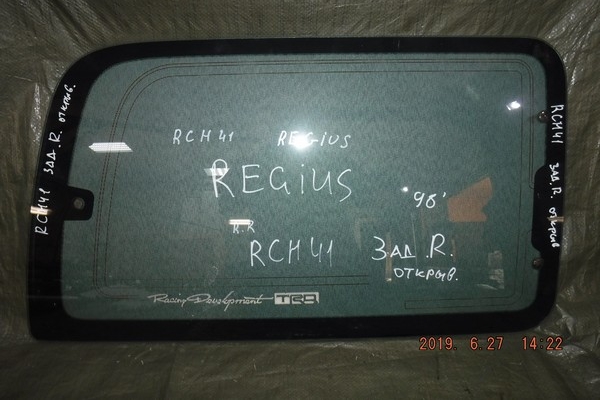 RCH41 REGIUS
REGIUS
98'
R.R
RCH41 ЗАД. R.
ОТКРЫВ.
Racing Development TRD
RCH41 ЗАД. R. ОТКРЫВ.
RCH41 ЗАД. R. ОТКРЫВ.
2019. 6.27 14:22